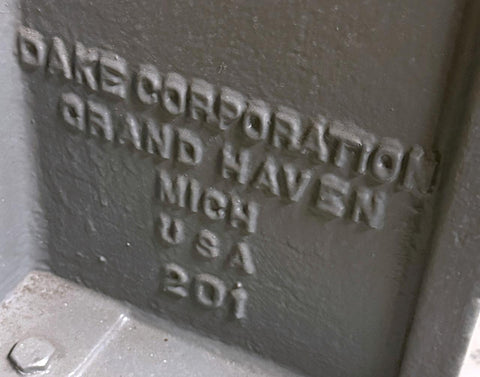 DAKE CORPORATION
GRAND HAVEN
MICH
USA
201